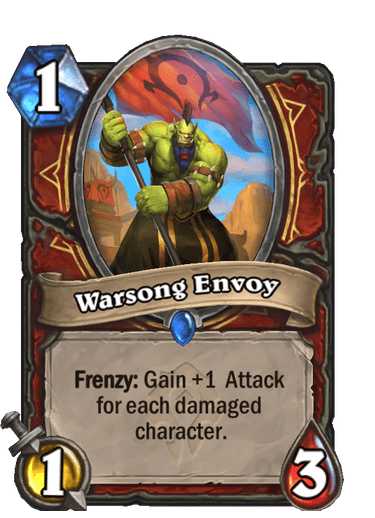 1
Warsong Envoy
Frenzy: Gain +1 Attack
for each damaged
character.
1
3